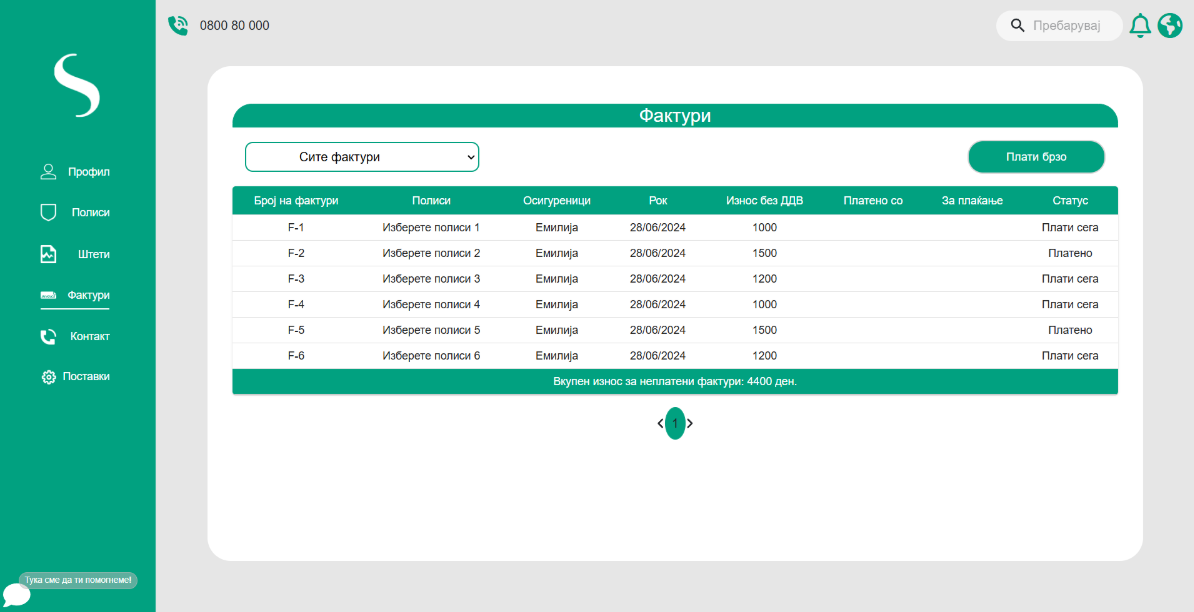 0800 80 000
Пребарувај
Профил
Полиси
Штети
Фактури
Контакт
Поставки
Тука сме да ти помогнеме!
Фактури
Сите фактури
Плати брзо
Број на фактури Полиси Осигуреници Рок Износ без ДДВ Платено со За плаќање Статус
F-1 Изберете полиси 1 Емилија 28/06/2024 1000 Плати сега
F-2 Изберете полиси 2 Емилија 28/06/2024 1500 Платено
F-3 Изберете полиси 3 Емилија 28/06/2024 1200 Плати сега
F-4 Изберете полиси 4 Емилија 28/06/2024 1000 Плати сега
F-5 Изберете полиси 5 Емилија 28/06/2024 1500 Платено
F-6 Изберете полиси 6 Емилија 28/06/2024 1200 Плати сега
Вкупен износ за неплатени фактури: 4400 ден.
1